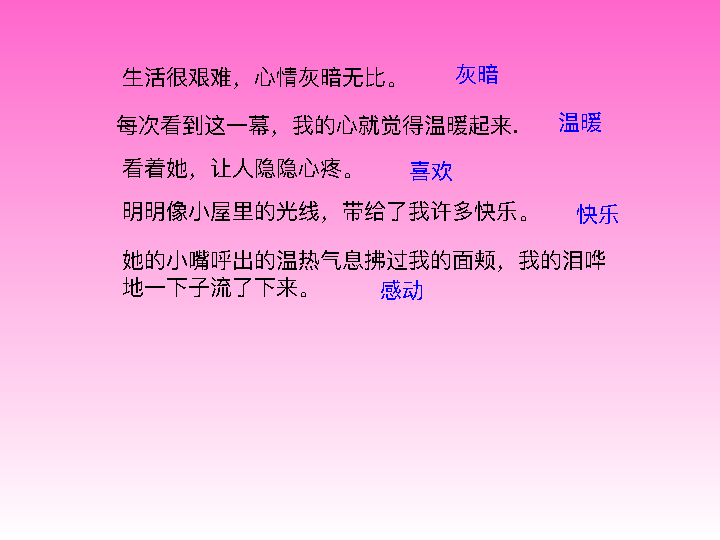 生活很艰难，心情灰暗无比。 灰暗
每次看到这一幕，我的心就觉得温暖起来. 温暖
看着她，让人隐隐心疼。 喜欢
明明像小屋里的光线，带给了我许多快乐。 快乐
她的小嘴呼出的温热气息拂过我的面颊，我的泪哗
地一下子流了下来。 感动